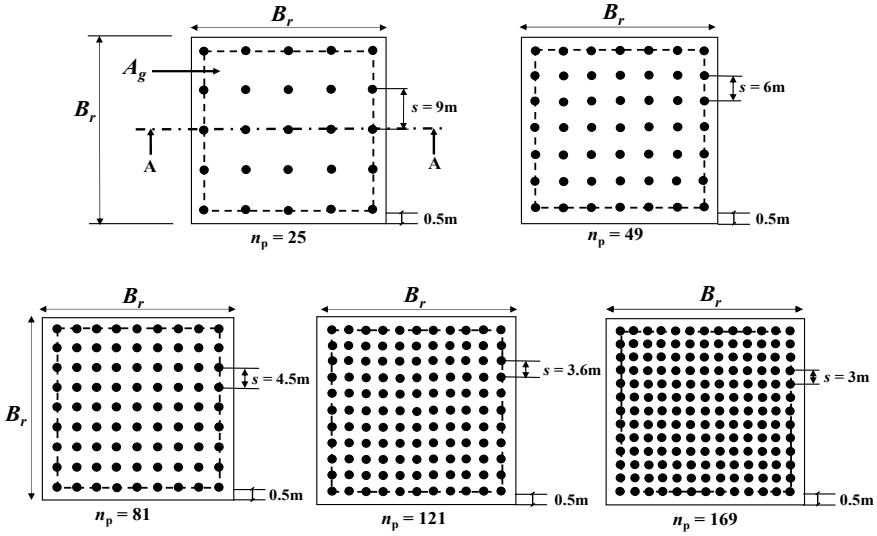 B_r
A_g
B_r
s = 9m
A
A
0.5m
n_p = 25
B_r
s = 6m
0.5m
n_p = 49
B_r
B_r
s = 4.5m
0.5m
n_p = 81
B_r
s = 3.6m
0.5m
n_p = 121
B_r
s = 3m
0.5m
n_p = 169